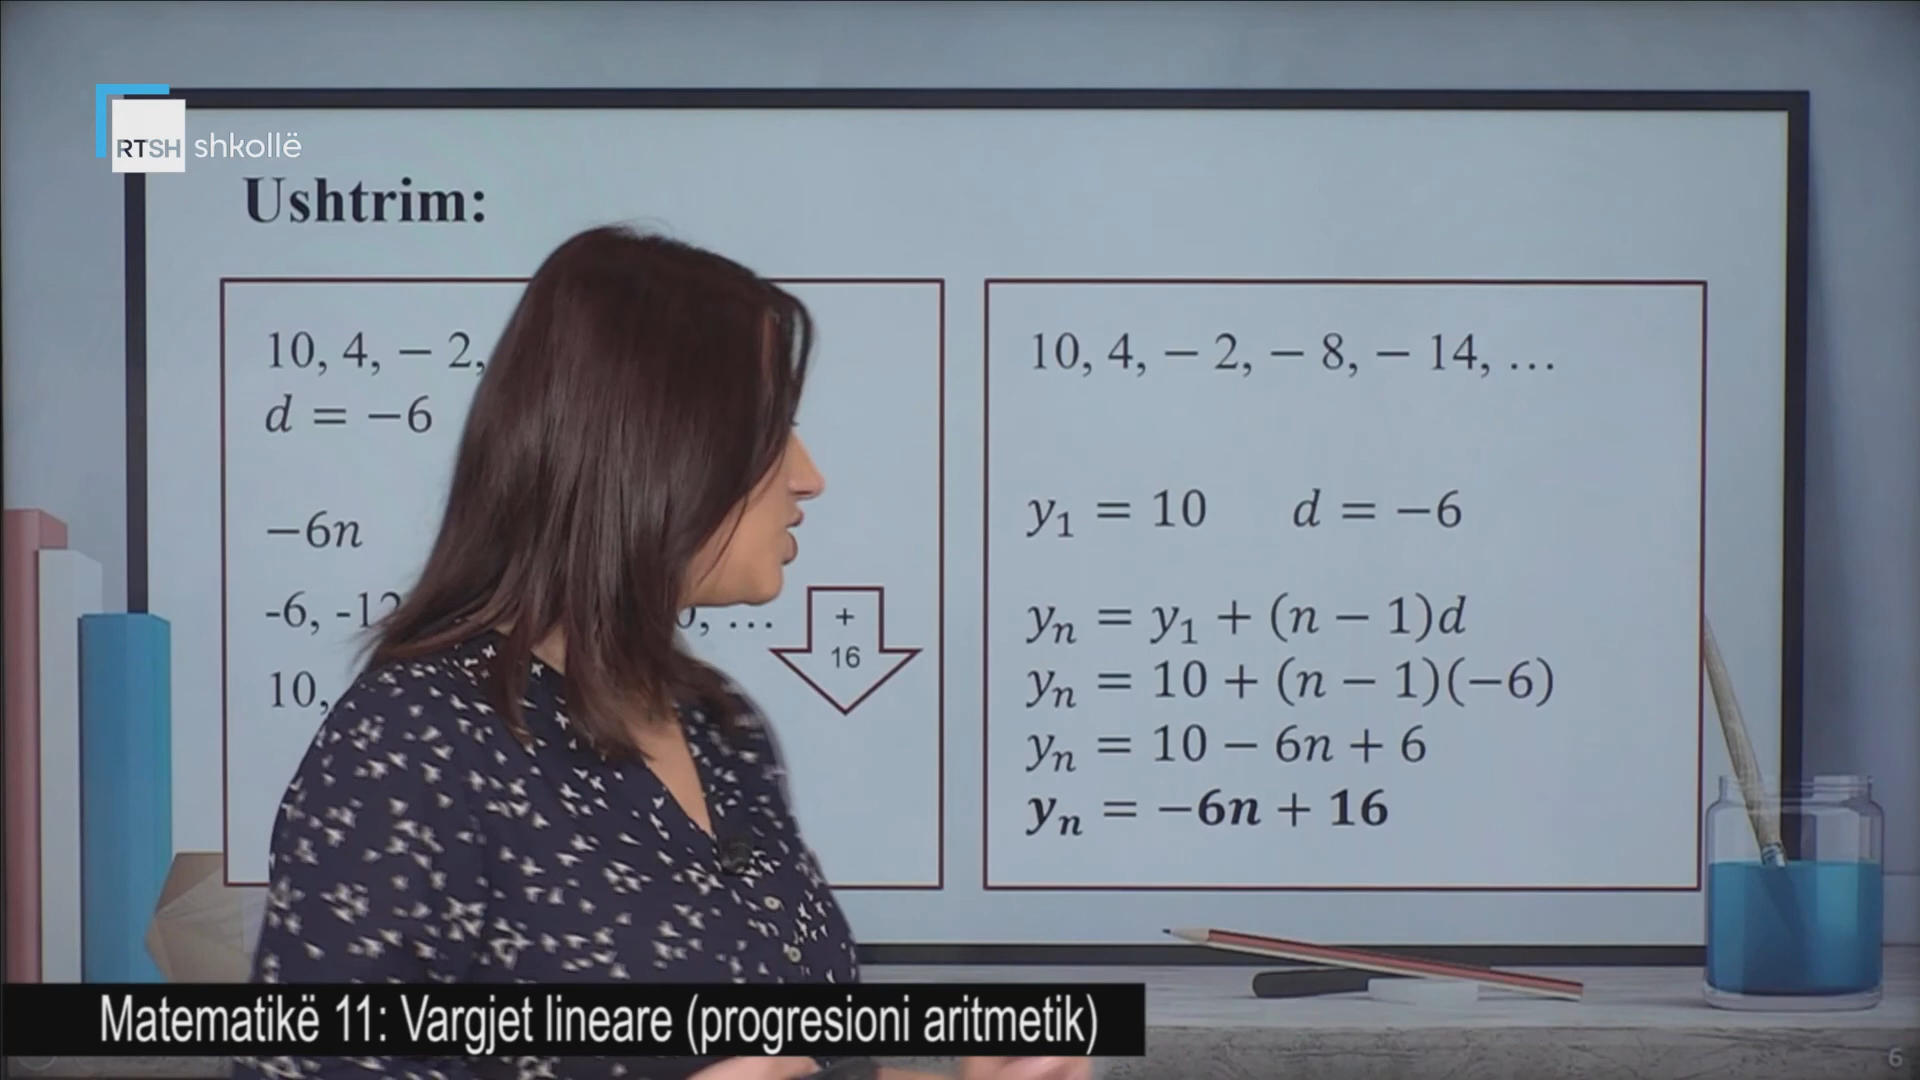 RTSH shkollë
Ushtrim:
10, 4, − 2,
d = −6
−6n
-6, -12
, …
10,
+
16
10, 4, − 2, − 8, − 14, …
y₁ = 10 d = −6
yₙ = y₁ + (n − 1)d
yₙ = 10 + (n − 1)(−6)
yₙ = 10 − 6n + 6
yₙ = −6n + 16
Matematikë 11: Vargjet lineare (progresioni aritmetik)
6